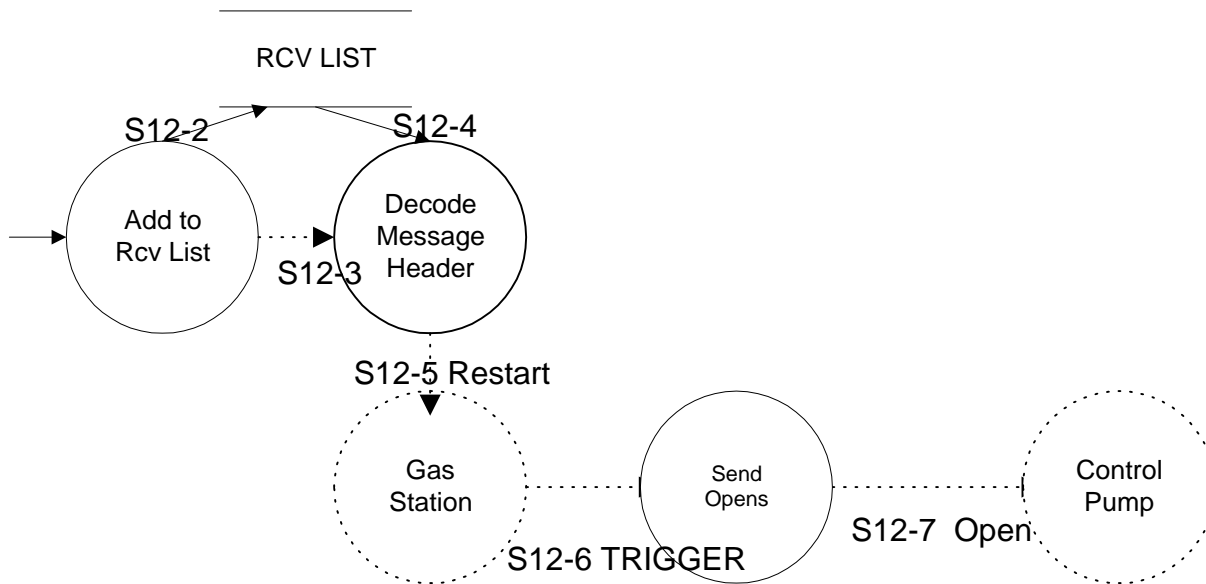 RCV LIST
S12-2
S12-4
Add to
Rcv List
Decode
Message
Header
S12-3
S12-5 Restart
Gas
Station
Send
Opens
Control
Pump
S12-6 TRIGGER
S12-7 Open